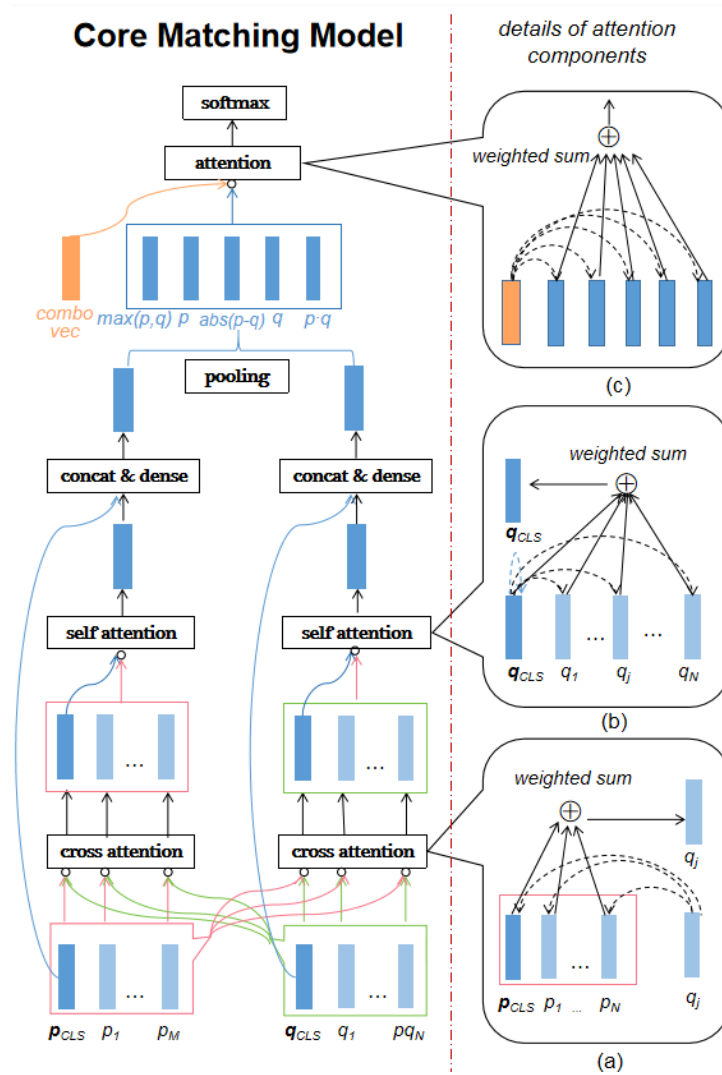 Core Matching Model
details of attention
components
softmax
attention
weighted sum
combo
vec
max(p,q) p abs(p-q) q p·q
(c)
pooling
concat & dense
concat & dense
weighted sum
qCLS
self attention
self attention
... ...
qCLS q1 qj qN
(b)
...
...
weighted sum
cross attention
cross attention
qj
...
...
...
pCLS p1 ... pN qj
pCLS p1 pM
qCLS q1 pqN
(a)